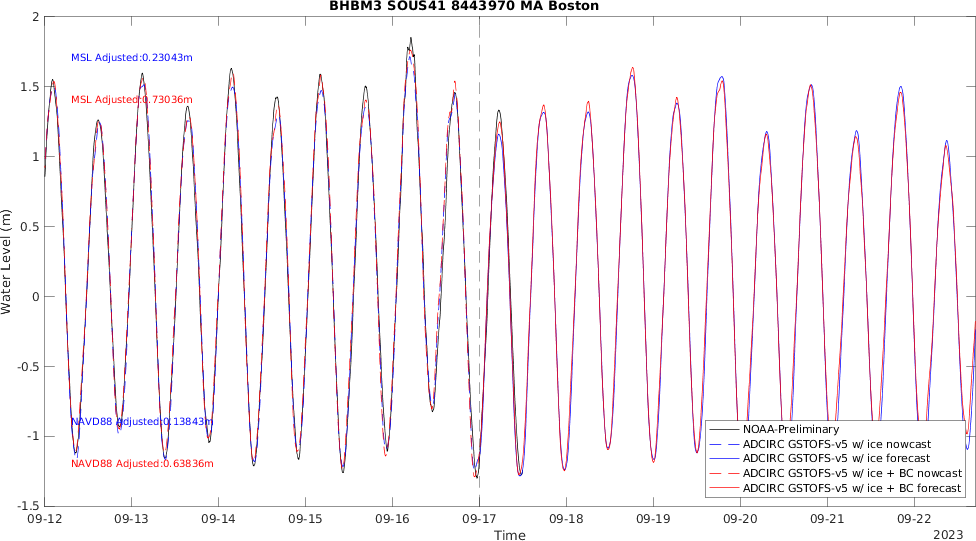 BHBM3 SOUS41 8443970 MA Boston
2
MSL Adjusted:0.23043m
1.5
MSL Adjusted:0.73036m
1
0.5
Water Level (m)
0
-0.5
NAVD88 Adjusted:0.13843m
-1
NOAA-Preliminary
ADCIRC GSTOFS-v5 w/ ice nowcast
ADCIRC GSTOFS-v5 w/ ice forecast
NAVD88 Adjusted:0.63836m
ADCIRC GSTOFS-v5 w/ice + BC nowcast
ADCIRC GSTOFS-v5 w/ice + BC forecast
-1.5
09-12 09-13 09-14 09-15 09-16 09-17 09-18 09-19 09-20 09-21 09-22
Time
2023